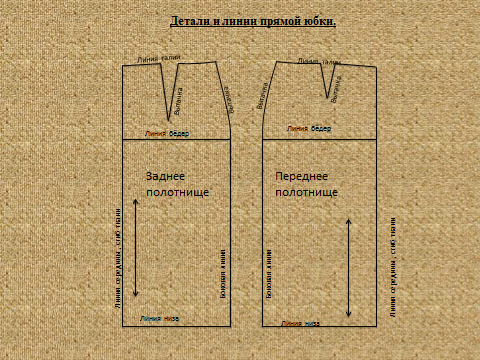 Детали и линии прямой юбки.
Линия талии
Линия талии
Вытачка
Вытачка
Вытачка
Вытачка
Линия бедер
Линия бедер
Заднее
полотнище
Переднее
полотнище
Линия середины , сгиб ткани
Боковая линия
Боковая линия
Линия середины , сгиб ткани
Линия низа
Линия низа